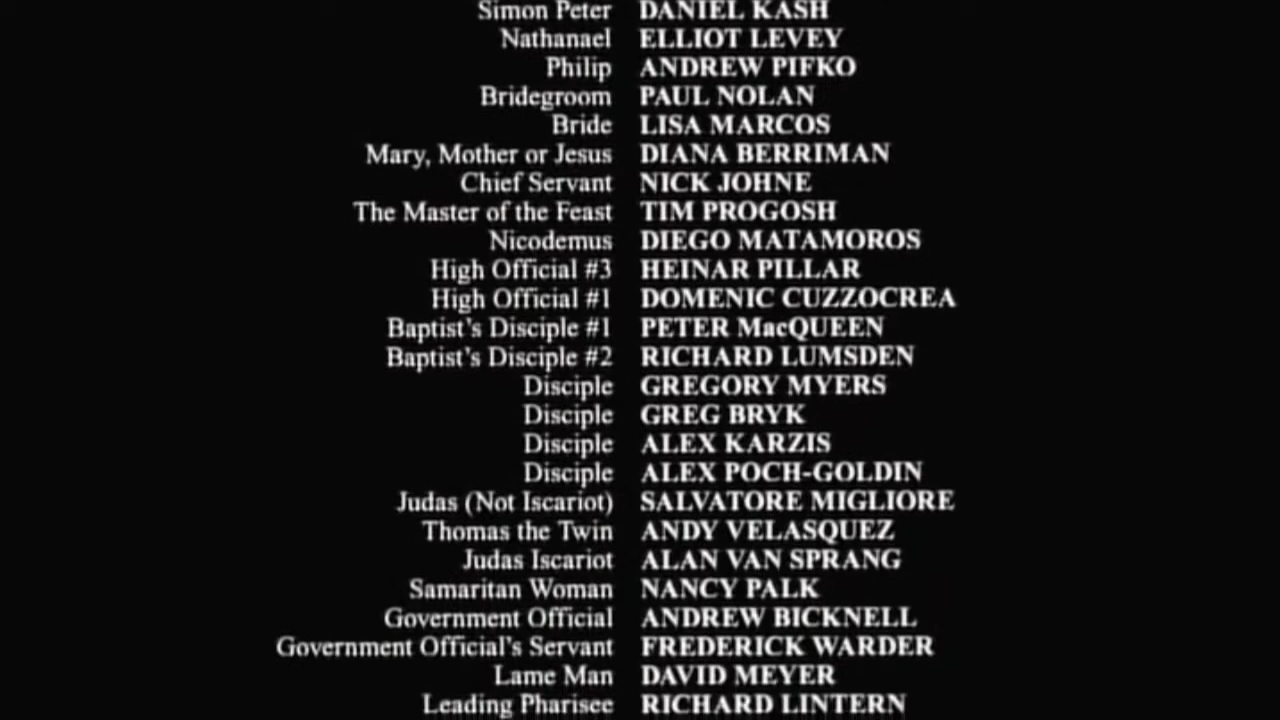 Simon Peter DANIEL KASH
Nathanael ELLIOT LEVEY
Philip ANDREW PIFKO
Bridegroom PAUL NOLAN
Bride LISA MARCOS
Mary, Mother or Jesus DIANA BERRIMAN
Chief Servant NICK JOHNE
The Master of the Feast TIM PROGOSH
Nicodemus DIEGO MATAMOROS
High Official #3 HEINAR PILLAR
High Official #1 DOMENIC CUZZOCREA
Baptist's Disciple #1 PETER MacQUEEN
Baptist's Disciple #2 RICHARD LUMSDEN
Disciple GREGORY MYERS
Disciple GREG BRYK
Disciple ALEX KARZIS
Disciple ALEX POCH-GOLDIN
Judas (Not Iscariot) SALVATORE MIGLIORE
Thomas the Twin ANDY VELASQUEZ
Judas Iscariot ALAN VAN SPRANG
Samaritan Woman NANCY PALK
Government Official ANDREW BICKNELL
Government Official's Servant FREDERICK WARDER
Lame Man DAVID MEYER
Leading Pharisee RICHARD LINTERN